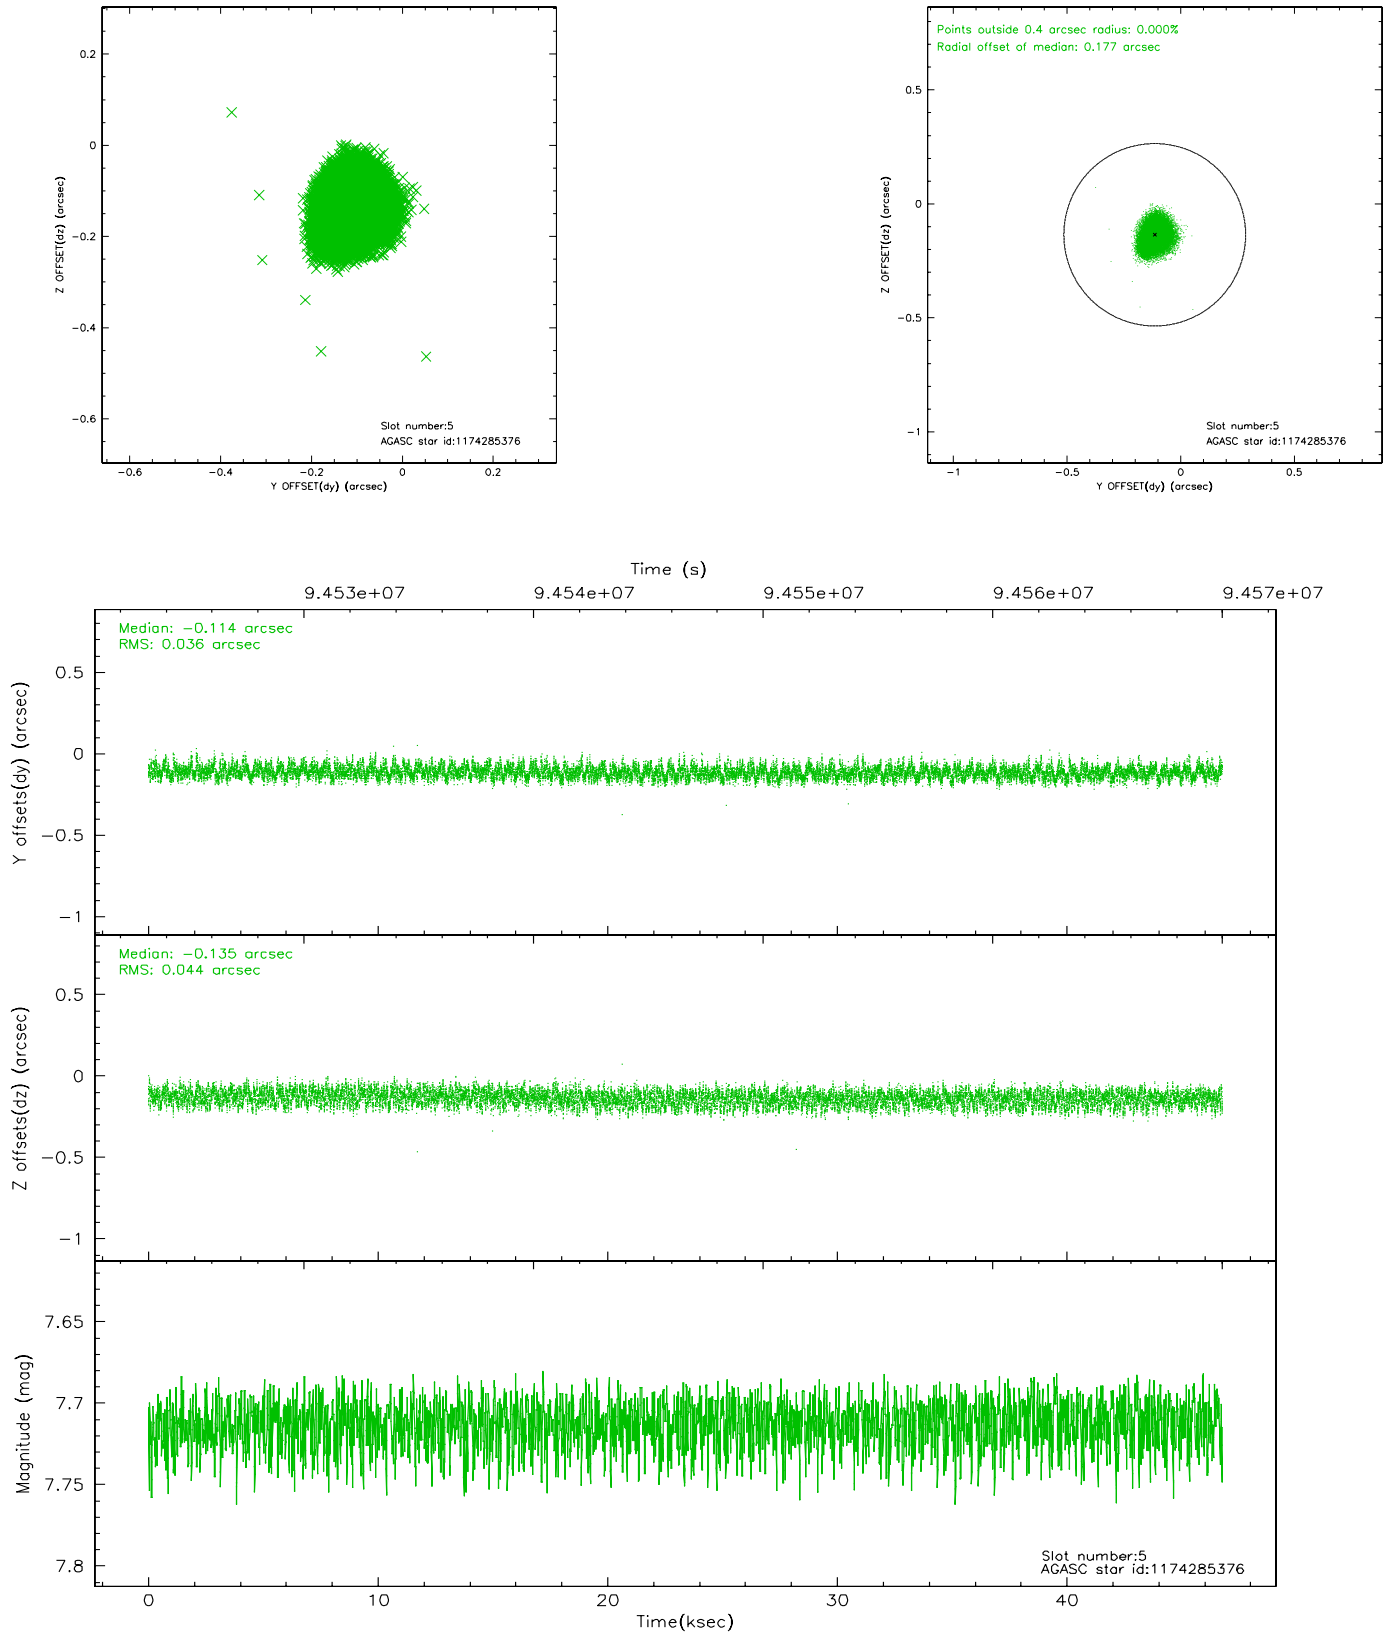 0.2
0
−0.2
−0.4
−0.6
Z OFFSET(dz) (arcsec)
Slot number:5
AGASC star id:1174285376
−0.6 −0.4 −0.2 0 0.2
Y OFFSET(dy) (arcsec)
Points outside 0.4 arcsec radius: 0.000%
Radial offset of median: 0.177 arcsec
0.5
0
−0.5
−1
Z OFFSET(dz) (arcsec)
Slot number:5
AGASC star id:1174285376
−1 −0.5 0 0.5
Y OFFSET(dy) (arcsec)
Time (s)
9.453e+07 9.454e+07 9.455e+07 9.456e+07 9.457e+07
Median: −0.114 arcsec
RMS: 0.036 arcsec
0.5
0
−0.5
−1
Y offsets(dy) (arcsec)
Median: −0.135 arcsec
RMS: 0.044 arcsec
0.5
0
−0.5
−1
Z offsets(dz) (arcsec)
7.65
7.7
7.75
7.8
Magnitude (mag)
Slot number:5
AGASC star id:1174285376
0 10 20 30 40
Time(ksec)